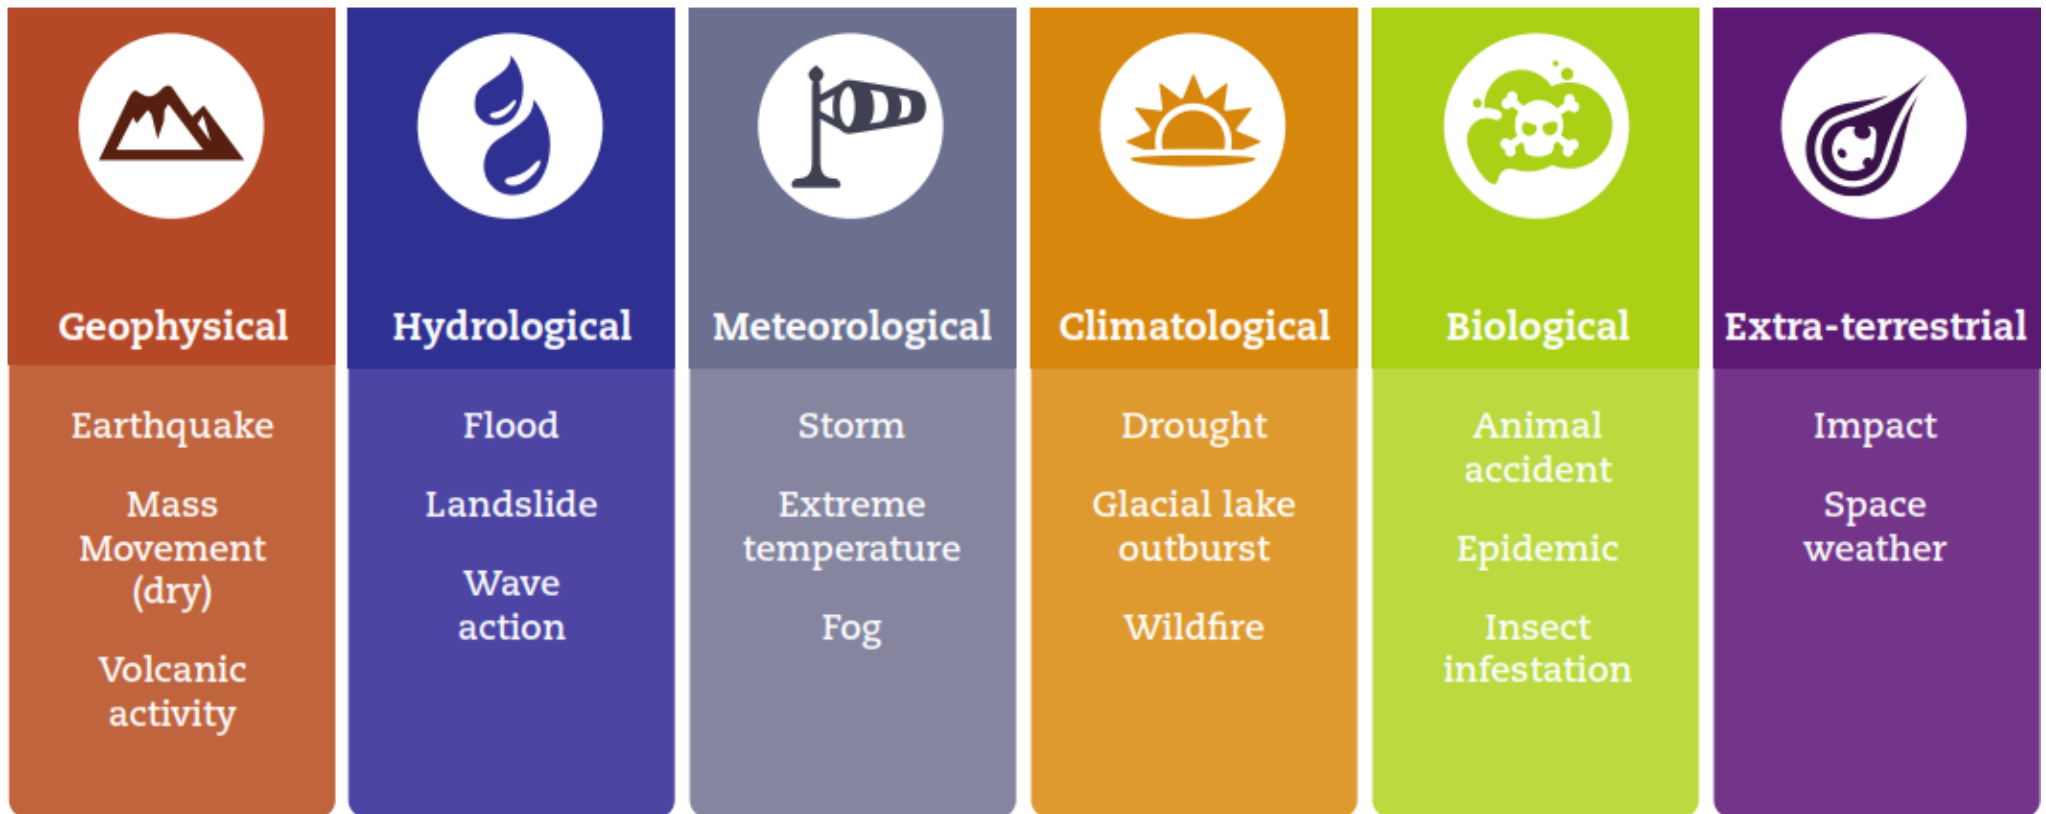 Geophysical
Earthquake
Mass
Movement
(dry)
Volcanic
activity
Hydrological
Flood
Landslide
Wave
action
Meteorological
Storm
Extreme
temperature
Fog
Climatological
Drought
Glacial lake
outburst
Wildfire
Biological
Animal
accident
Epidemic
Insect
infestation
Extra-terrestrial
Impact
Space
weather